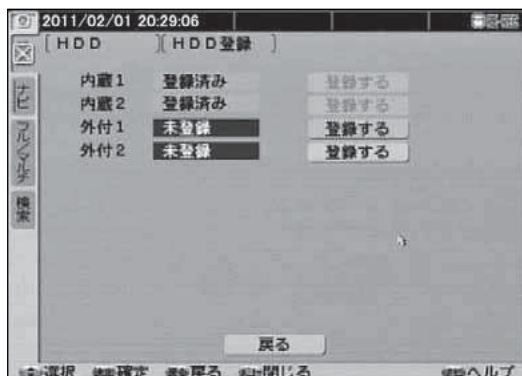 2011/02/01 20:29:06
[HDD ][HDD登録 ]
内蔵1 登録済み 登録する
内蔵2 登録済み 登録する
外付1 未登録 登録する
外付2 未登録 登録する
ナビ
フル/マルチ
検索
戻る
選択 確定 戻る 閉じる ヘルプ